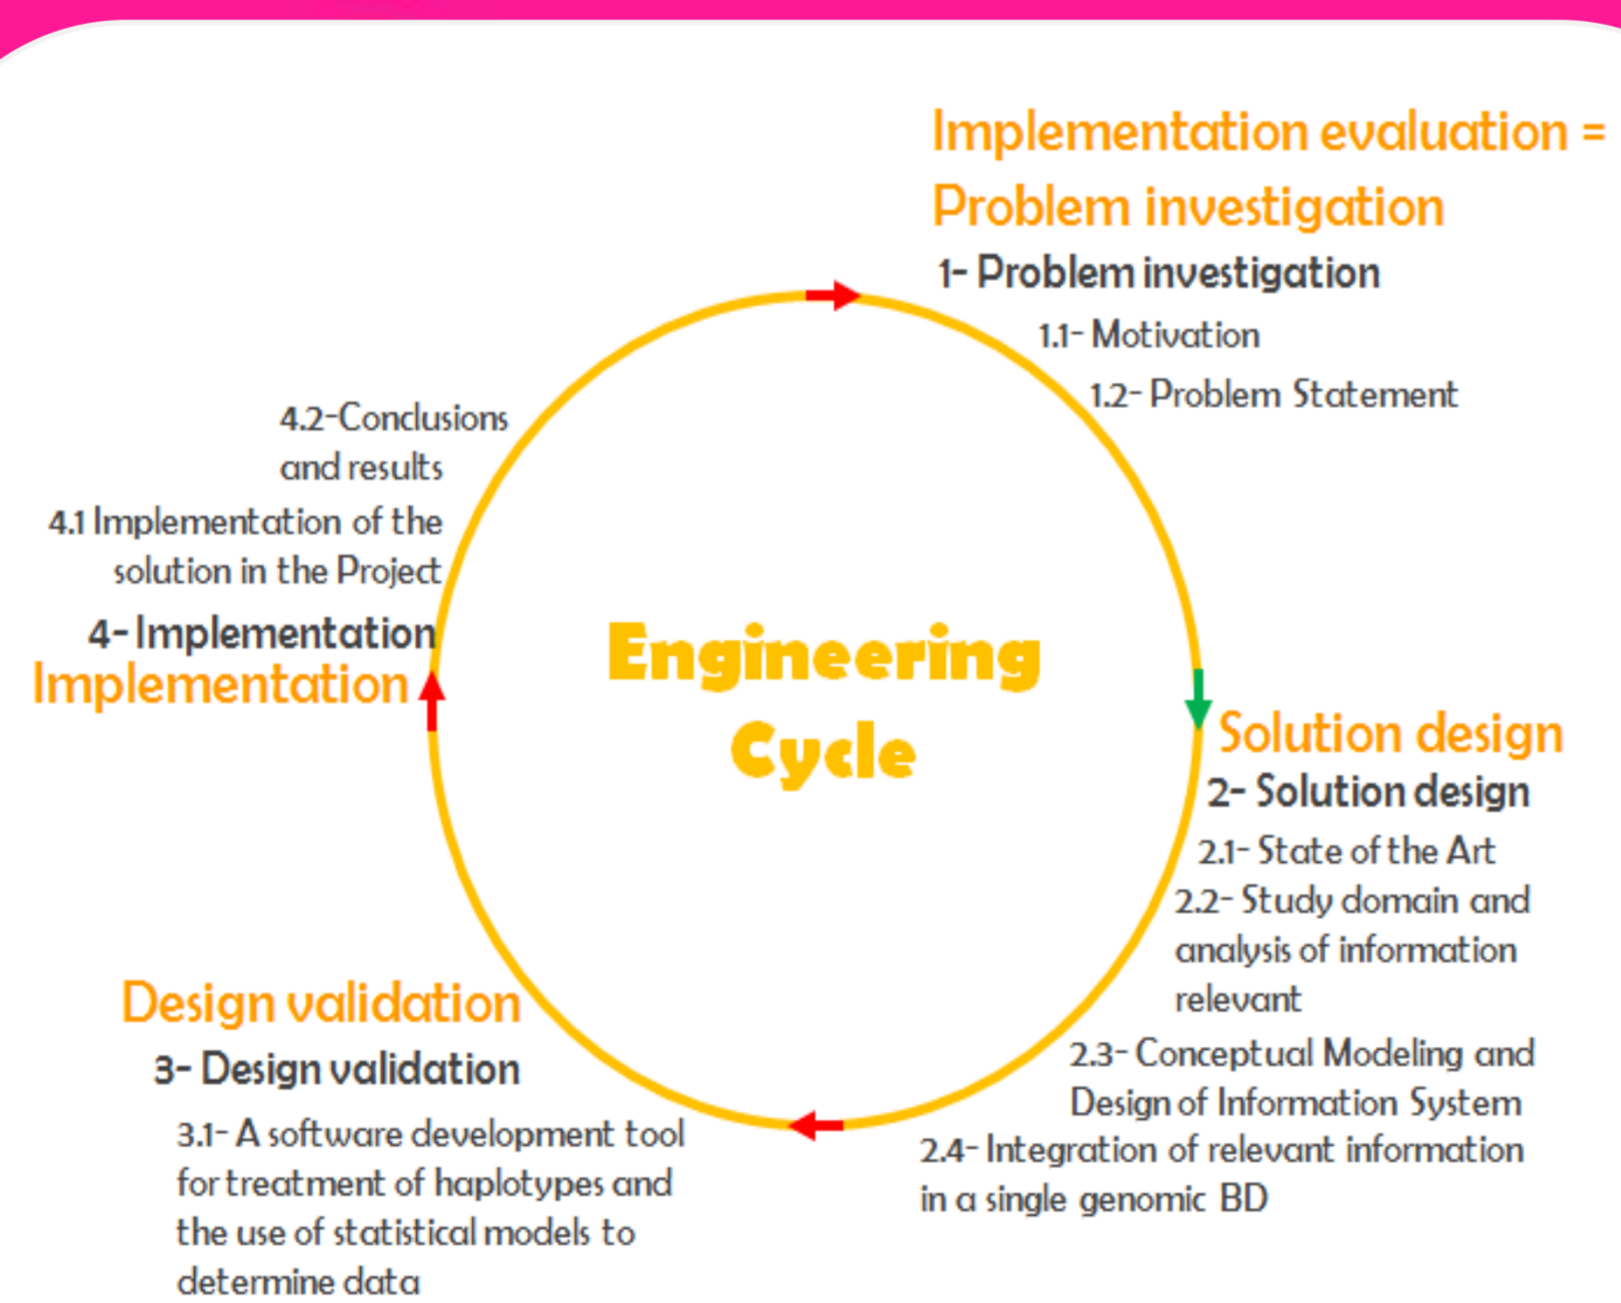 Implementation evaluation =
Problem investigation
1- Problem investigation
1.1- Motivation
1.2- Problem Statement
Solution design
2- Solution design
2.1- State of the Art
2.2- Study domain and
analysis of information
relevant
2.3- Conceptual Modeling and
Design of Information System
2.4- Integration of relevant information
in a single genomic BD
Design validation
3- Design validation
3.1- A software development tool
for treatment of haplotypes and
the use of statistical models to
determine data
4.2-Conclusions
and results
4.1 Implementation of the
solution in the Project
4- Implementation
Implementation
Engineering
Cycle